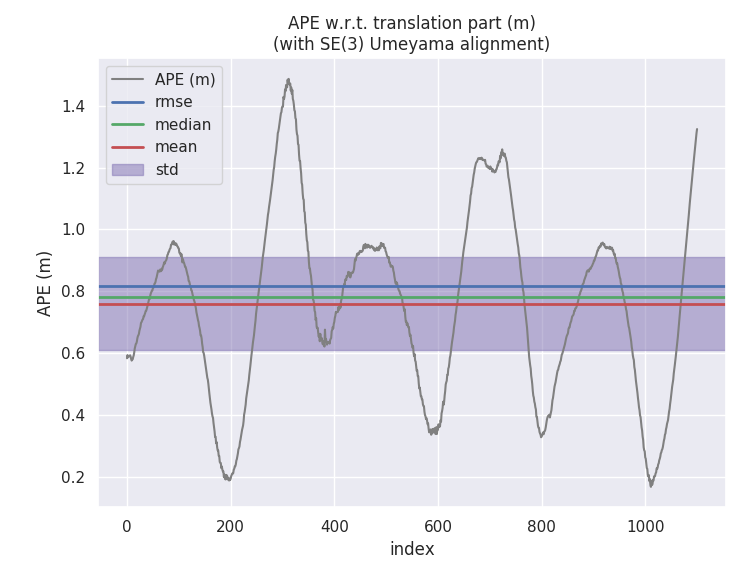 APE w.r.t. translation part (m)
(with SE(3) Umeyama alignment)
APE (m)
rmse
median
mean
std
APE (m)
1.4
1.2
1.0
0.8
0.6
0.4
0.2
0 200 400 600 800 1000
index